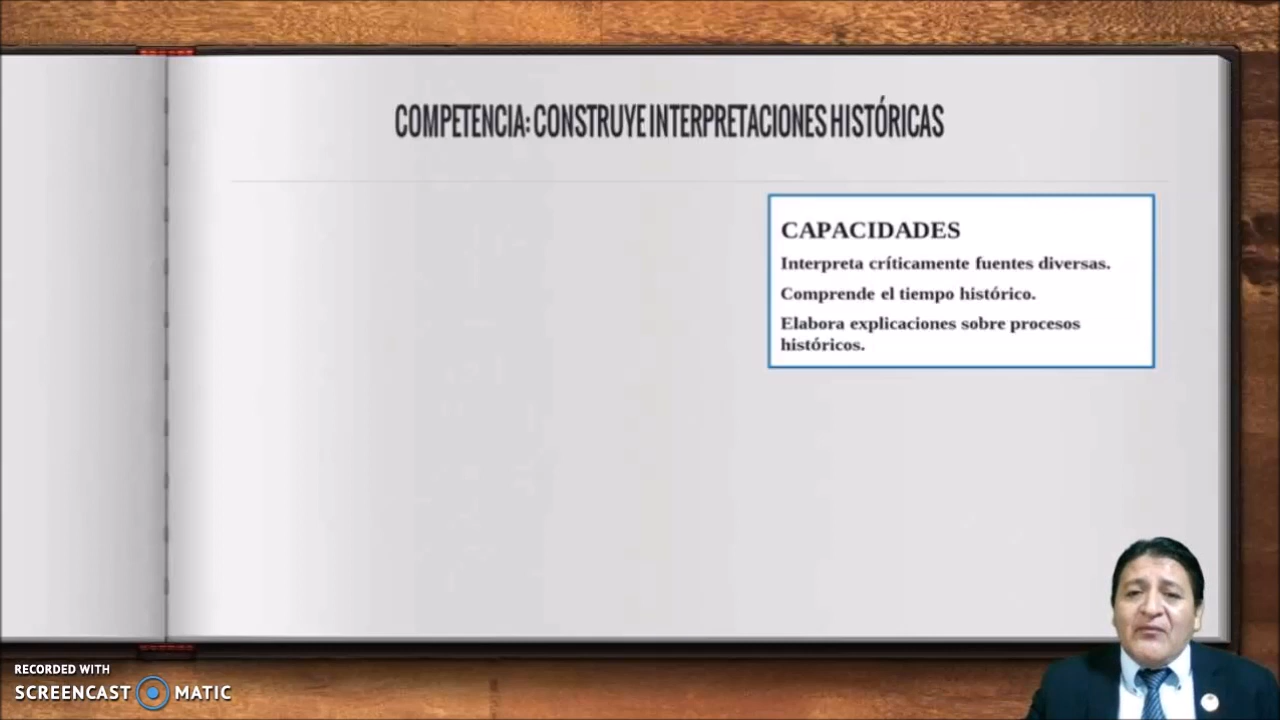 COMPETENCIA: CONSTRUYE INTERPRETACIONES HISTÓRICAS
CAPACIDADES
Interpreta críticamente fuentes diversas.
Comprende el tiempo histórico.
Elabora explicaciones sobre procesos
históricos.
RECORDED WITH
SCREENCAST MATIC